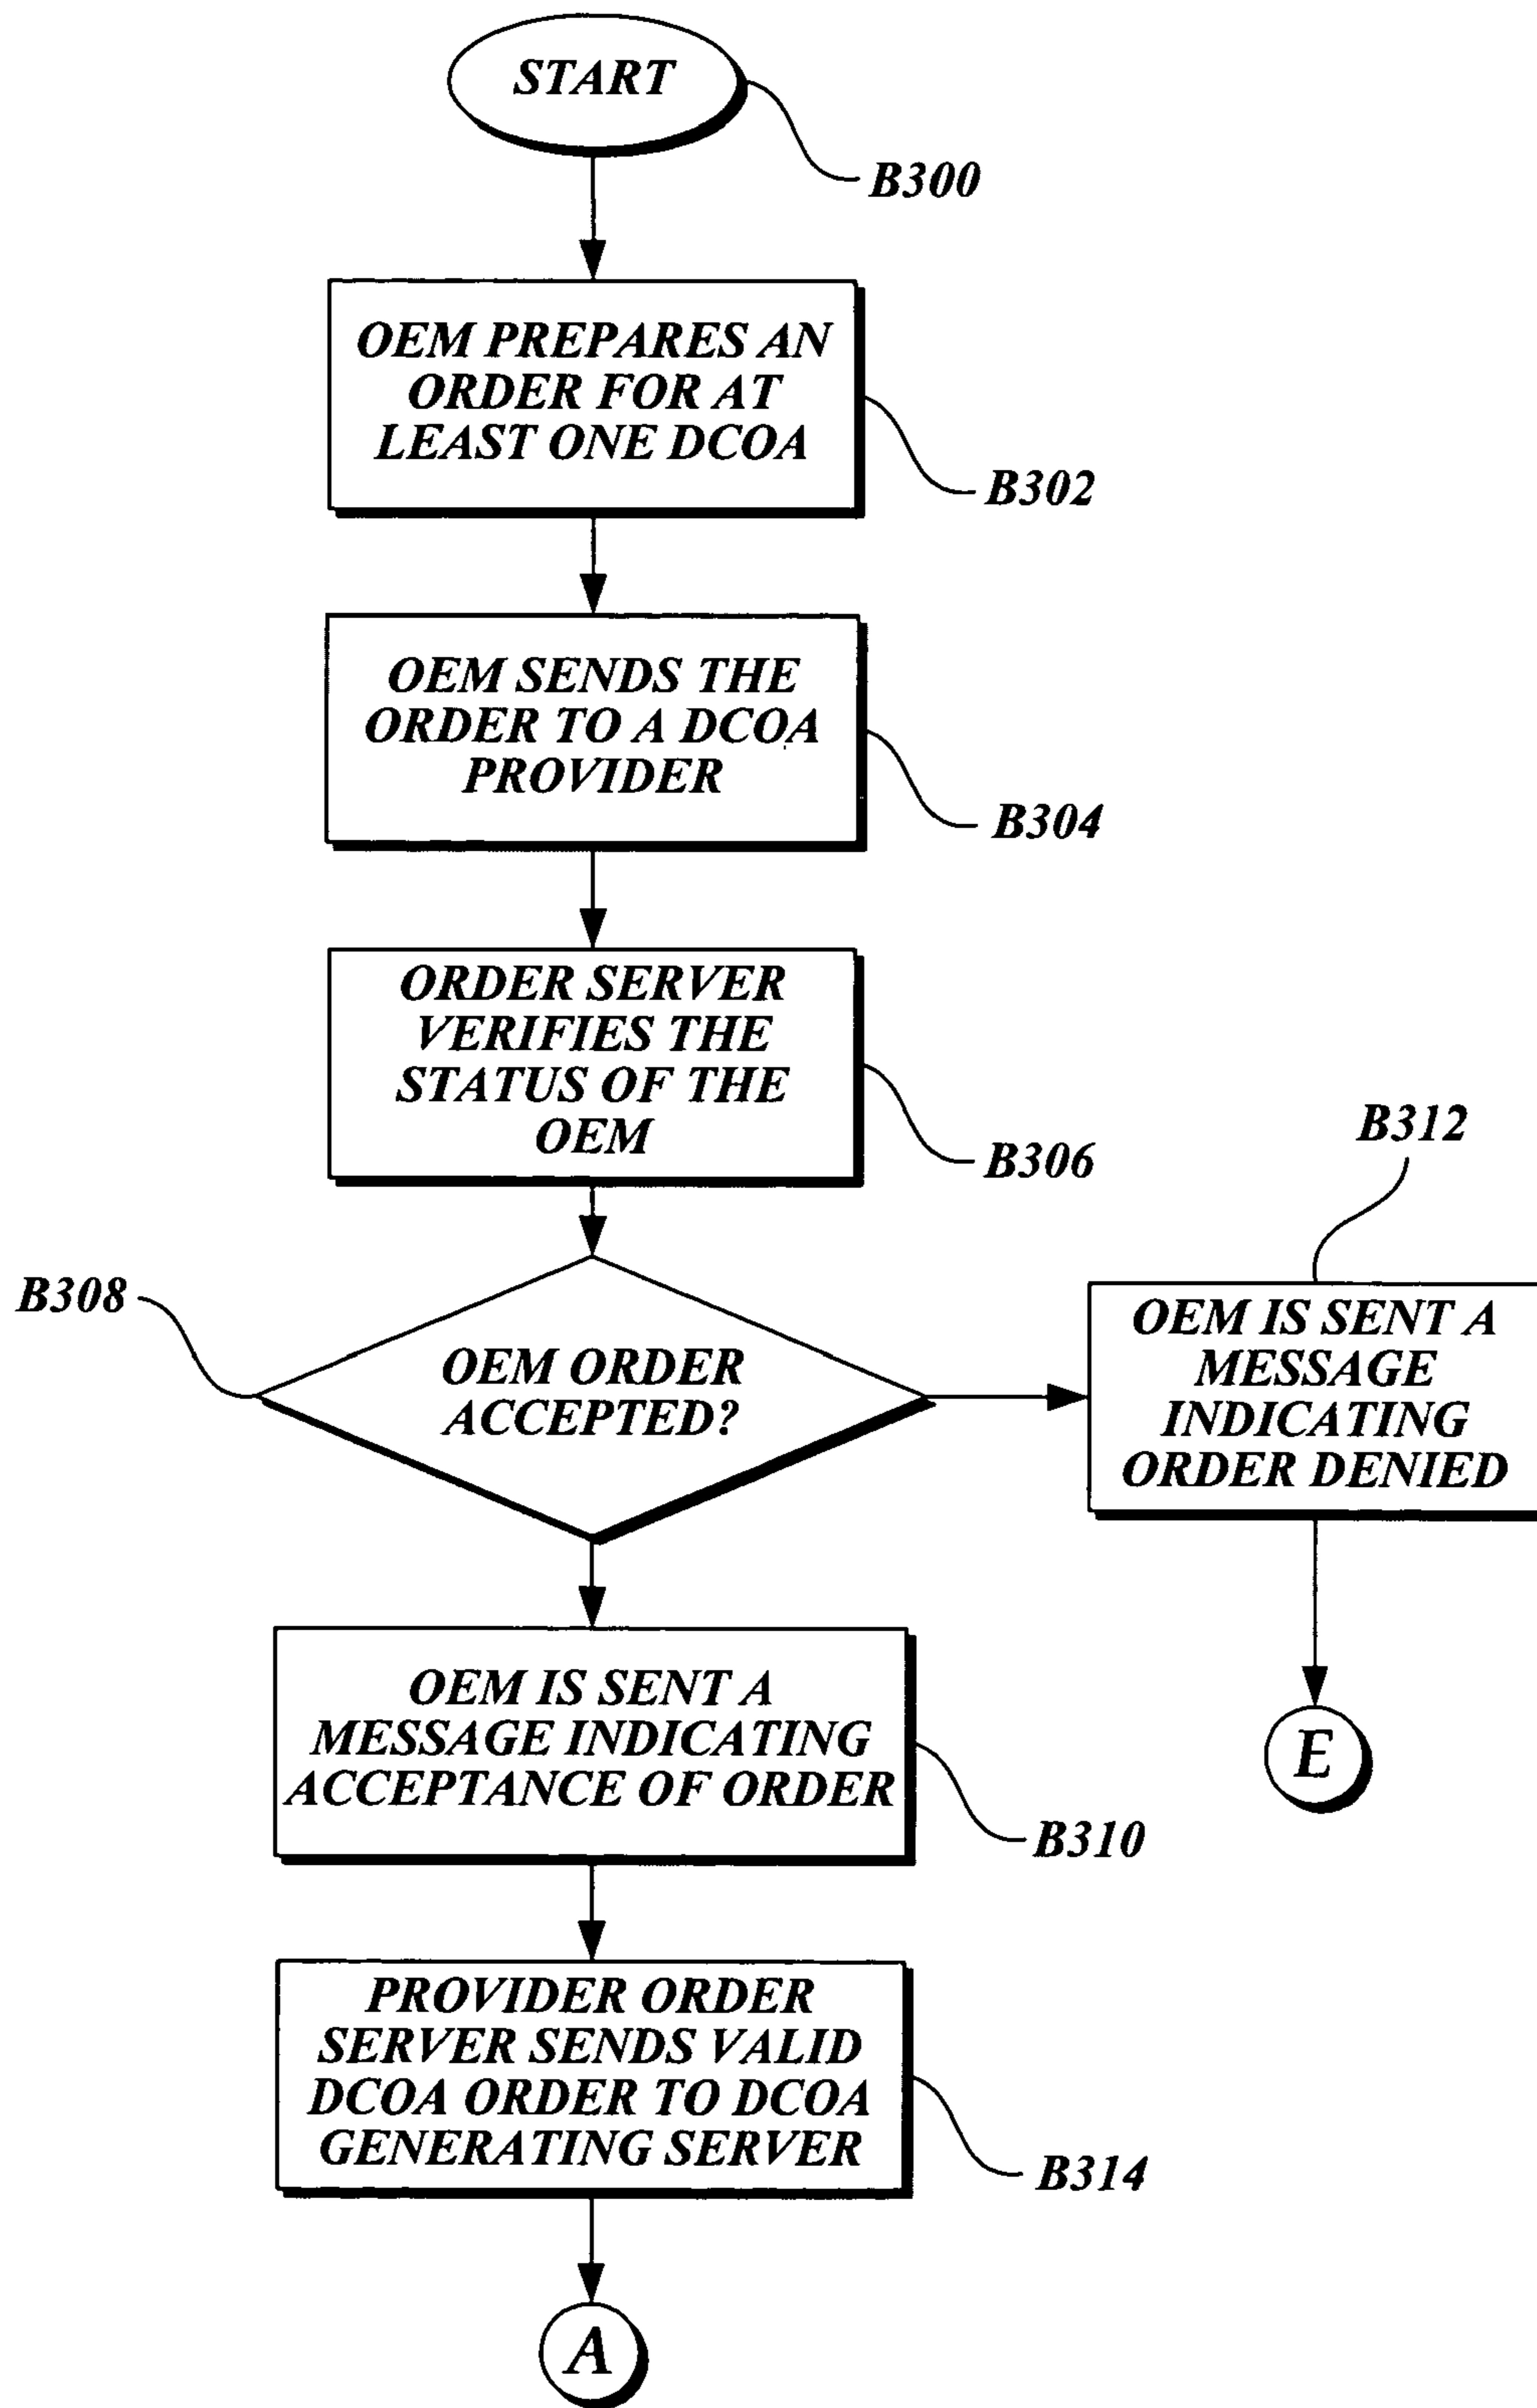 START
B300
OEM PREPARES AN
ORDER FOR AT
LEAST ONE DCOA
B302
OEM SENDS THE
ORDER TO A DCOA
PROVIDER
B304
ORDER SERVER
VERIFIES THE
STATUS OF THE
OEM
B306
B308
OEM ORDER
ACCEPTED?
B312
OEM IS SENT A
MESSAGE
INDICATING
ORDER DENIED
E
OEM IS SENT A
MESSAGE INDICATING
ACCEPTANCE OF ORDER
B310
PROVIDER ORDER
SERVER SENDS VALID
DCOA ORDER TO DCOA
GENERATING SERVER
B314
A